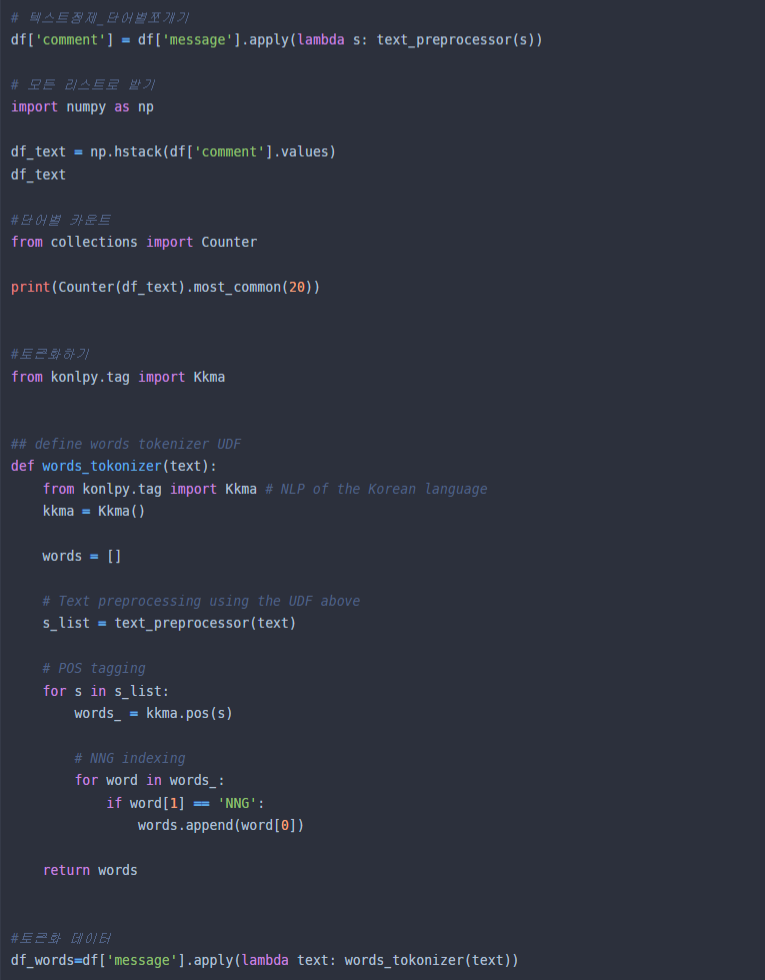 # 텍스트정제_단어별쪼개기
df['comment'] = df['message'].apply(lambda s: text_preprocessor(s))
# 모든 리스트로 받기
import numpy as np
df_text = np.hstack(df['comment'].values)
df_text
#단어별 카운트
from collections import Counter
print(Counter(df_text).most_common(20))
#토큰화하기
from konlpy.tag import Kkma
## define words tokenizer UDF
def words_tokonizer(text):
    from konlpy.tag import Kkma # NLP of the Korean language
    kkma = Kkma()
    words = []
    # Text preprocessing using the UDF above
    s_list = text_preprocessor(text)
    # POS tagging
    for s in s_list:
        words_ = kkma.pos(s)
        # NNG indexing
        for word in words_:
            if word[1] == 'NNG':
                words.append(word[0])
    return words
#토큰화 데이터
df_words=df['message'].apply(lambda text: words_tokonizer(text))